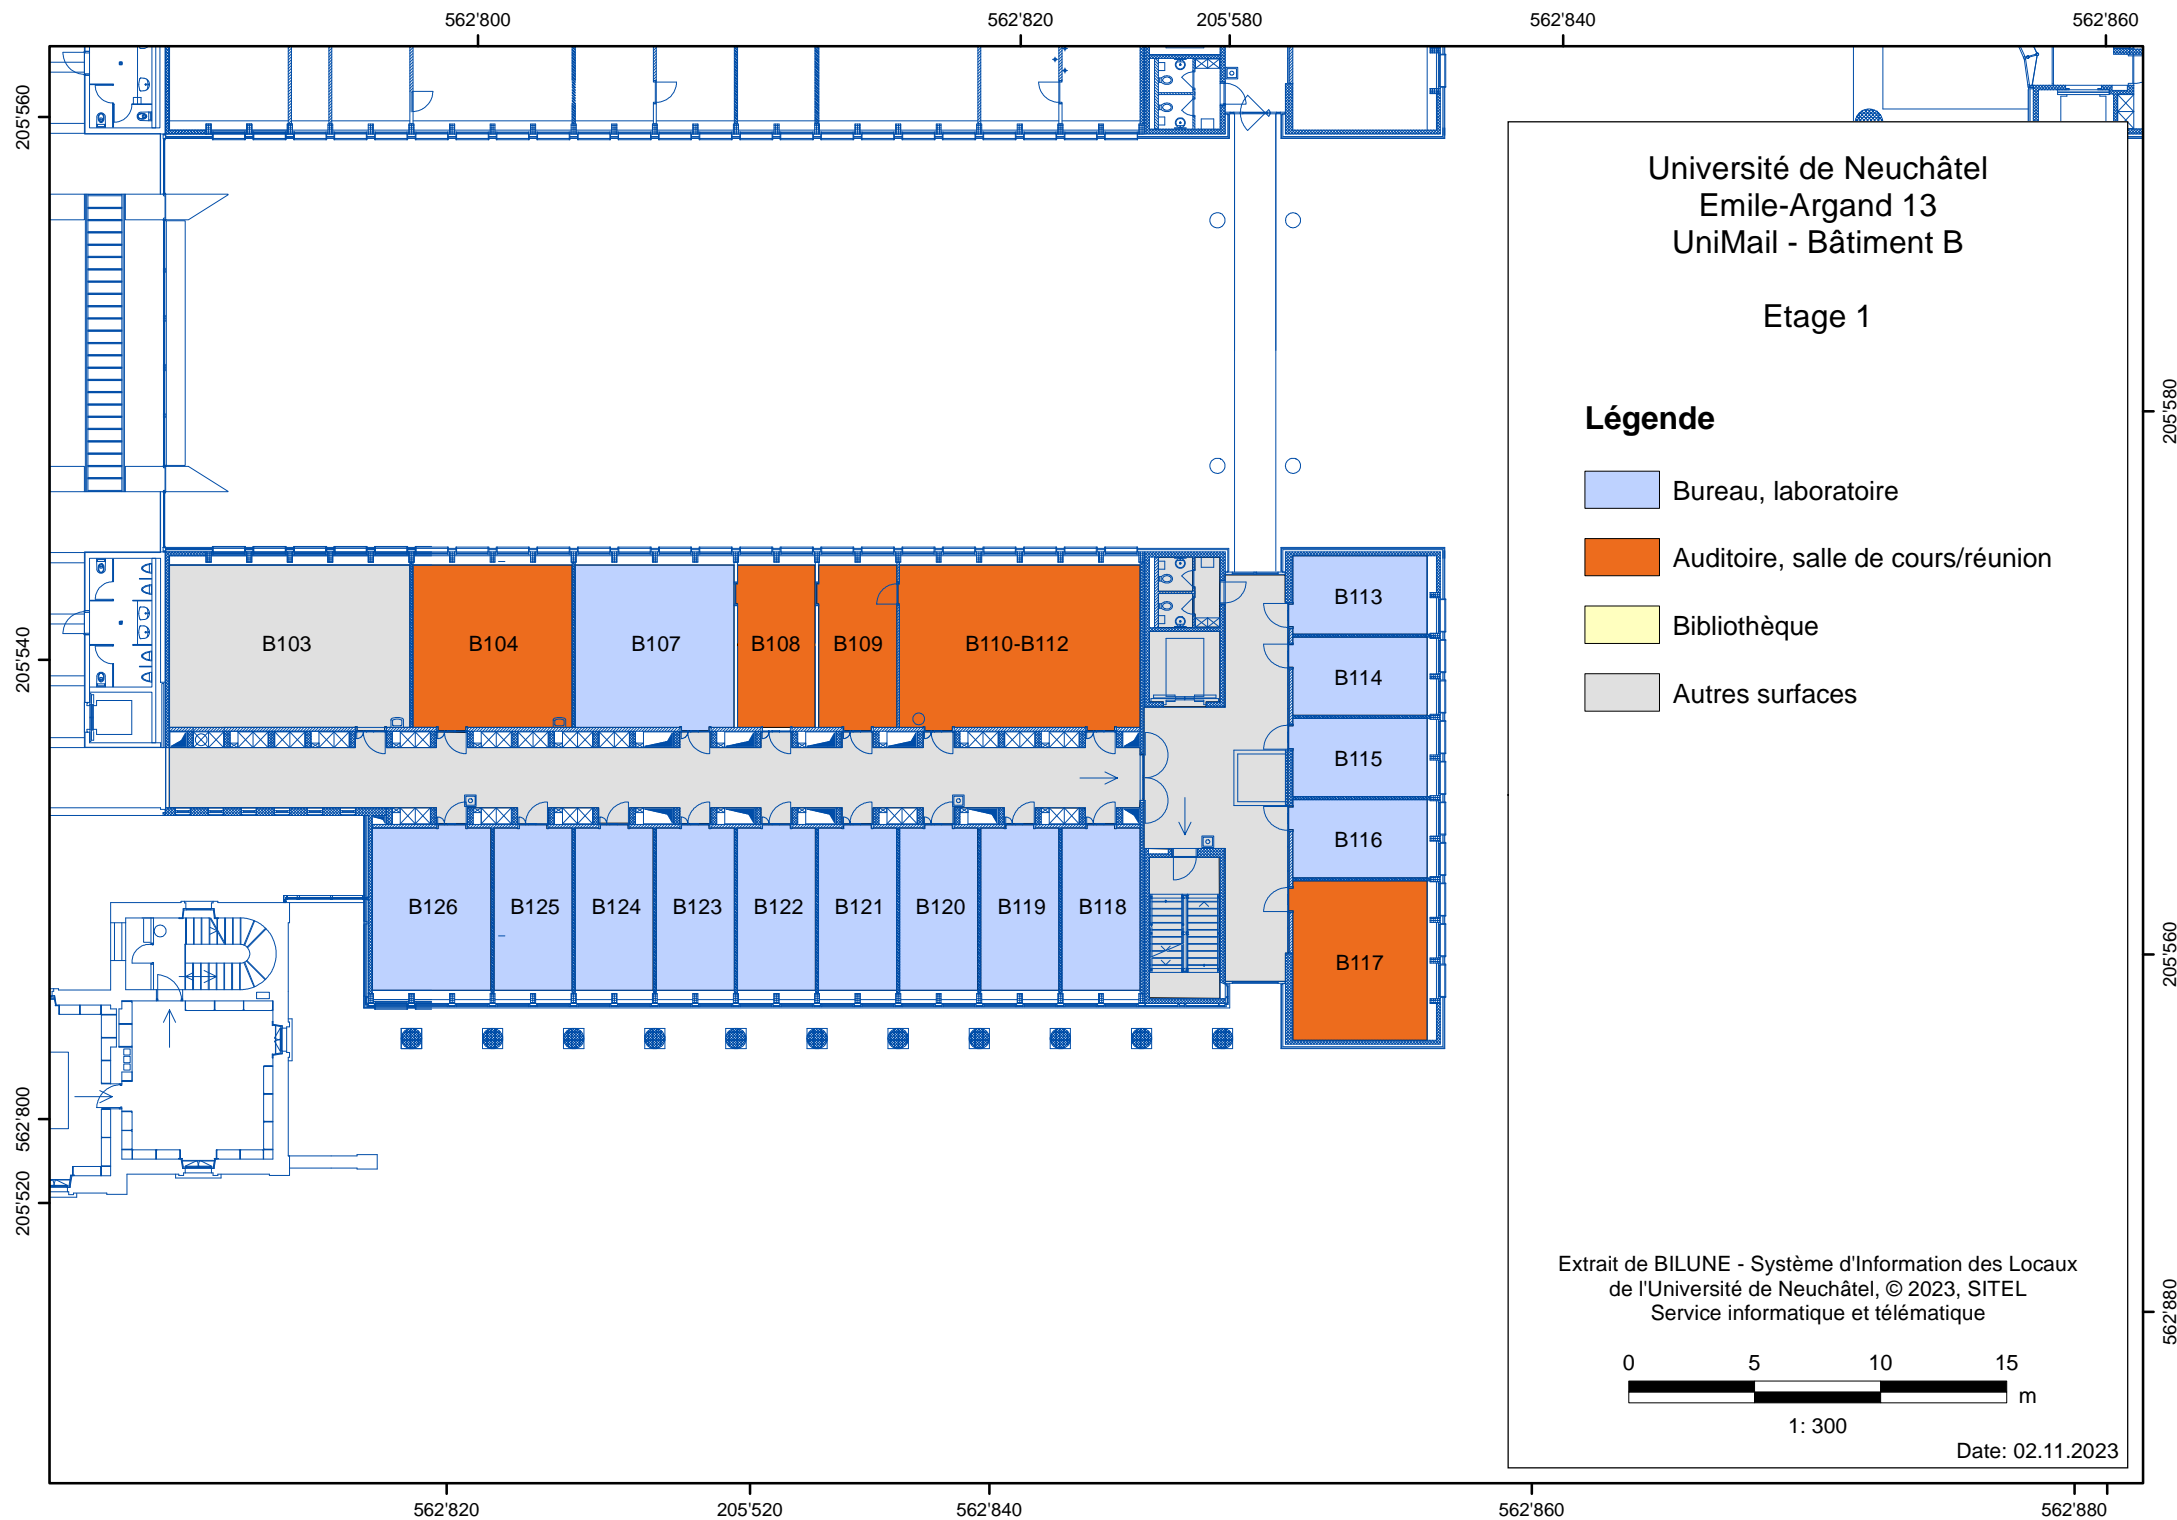 562'800 562'820 205'580 562'840 562'860
205'560
205'540
562'800
205'520
205'580
205'560
562'880
Université de Neuchâtel
Emile-Argand 13
UniMail - Bâtiment B
Etage 1
Légende
Bureau, laboratoire
Auditoire, salle de cours/réunion
Bibliothèque
Autres surfaces
B103 B104 B107 B108 B109 B110-B112
B113
B114
B115
B116
B117
B126 B125 B124 B123 B122 B121 B120 B119 B118
Extrait de BILUNE - Système d'Information des Locaux
de l'Université de Neuchâtel, © 2023, SITEL
Service informatique et télématique
0 5 10 15
m
1: 300
Date: 02.11.2023
562'820 205'520 562'840 562'860 562'880